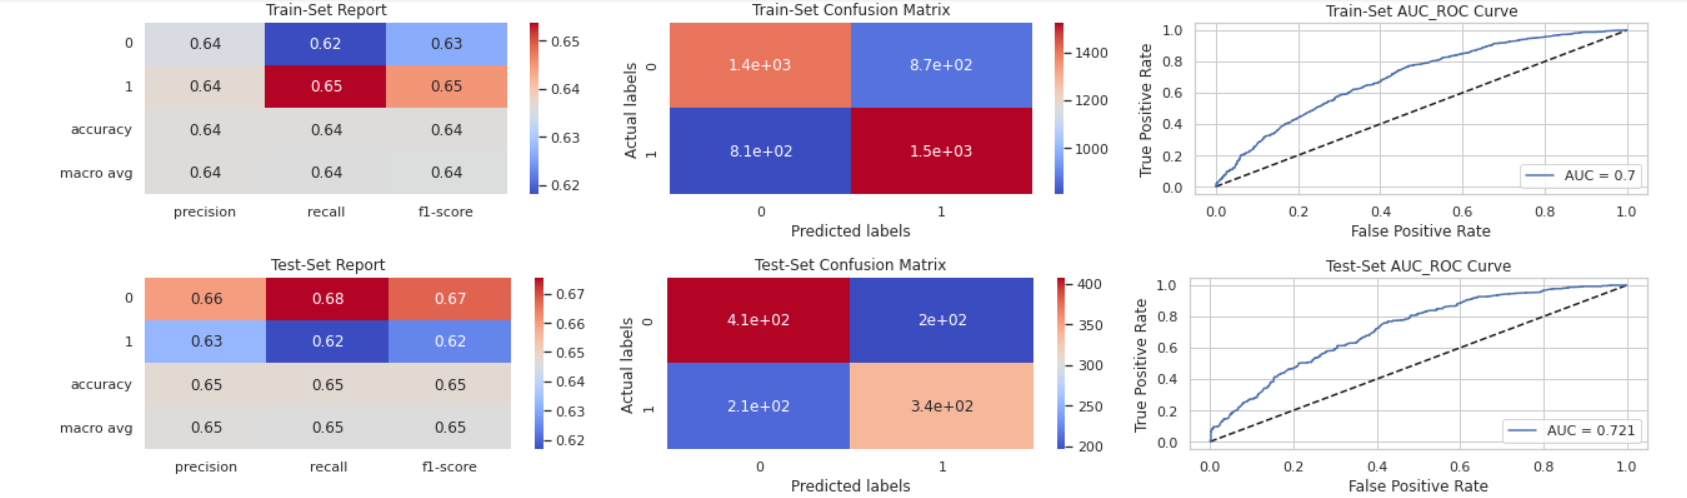 Train-Set Report
0 0.64 0.62 0.63
1 0.64 0.65 0.65
accuracy 0.64 0.64 0.64
macro avg 0.64 0.64 0.64
precision recall f1-score
0.65
0.64
0.63
0.62
Train-Set Confusion Matrix
Actual labels
0 1.4e+03 8.7e+02
1 8.1e+02 1.5e+03
0 1
Predicted labels
1400
1200
1000
Train-Set AUC_ROC Curve
True Positive Rate
1.0
0.8
0.6
0.4
0.2
0.0
AUC = 0.7
0.0 0.2 0.4 0.6 0.8 1.0
False Positive Rate
Test-Set Report
0 0.66 0.68 0.67
1 0.63 0.62 0.62
accuracy 0.65 0.65 0.65
macro avg 0.65 0.65 0.65
precision recall f1-score
0.67
0.66
0.65
0.64
0.63
0.62
Test-Set Confusion Matrix
Actual labels
0 4.1e+02 2e+02
1 2.1e+02 3.4e+02
0 1
Predicted labels
400
350
300
250
200
Test-Set AUC_ROC Curve
True Positive Rate
1.0
0.8
0.6
0.4
0.2
0.0
AUC = 0.721
0.0 0.2 0.4 0.6 0.8 1.0
False Positive Rate